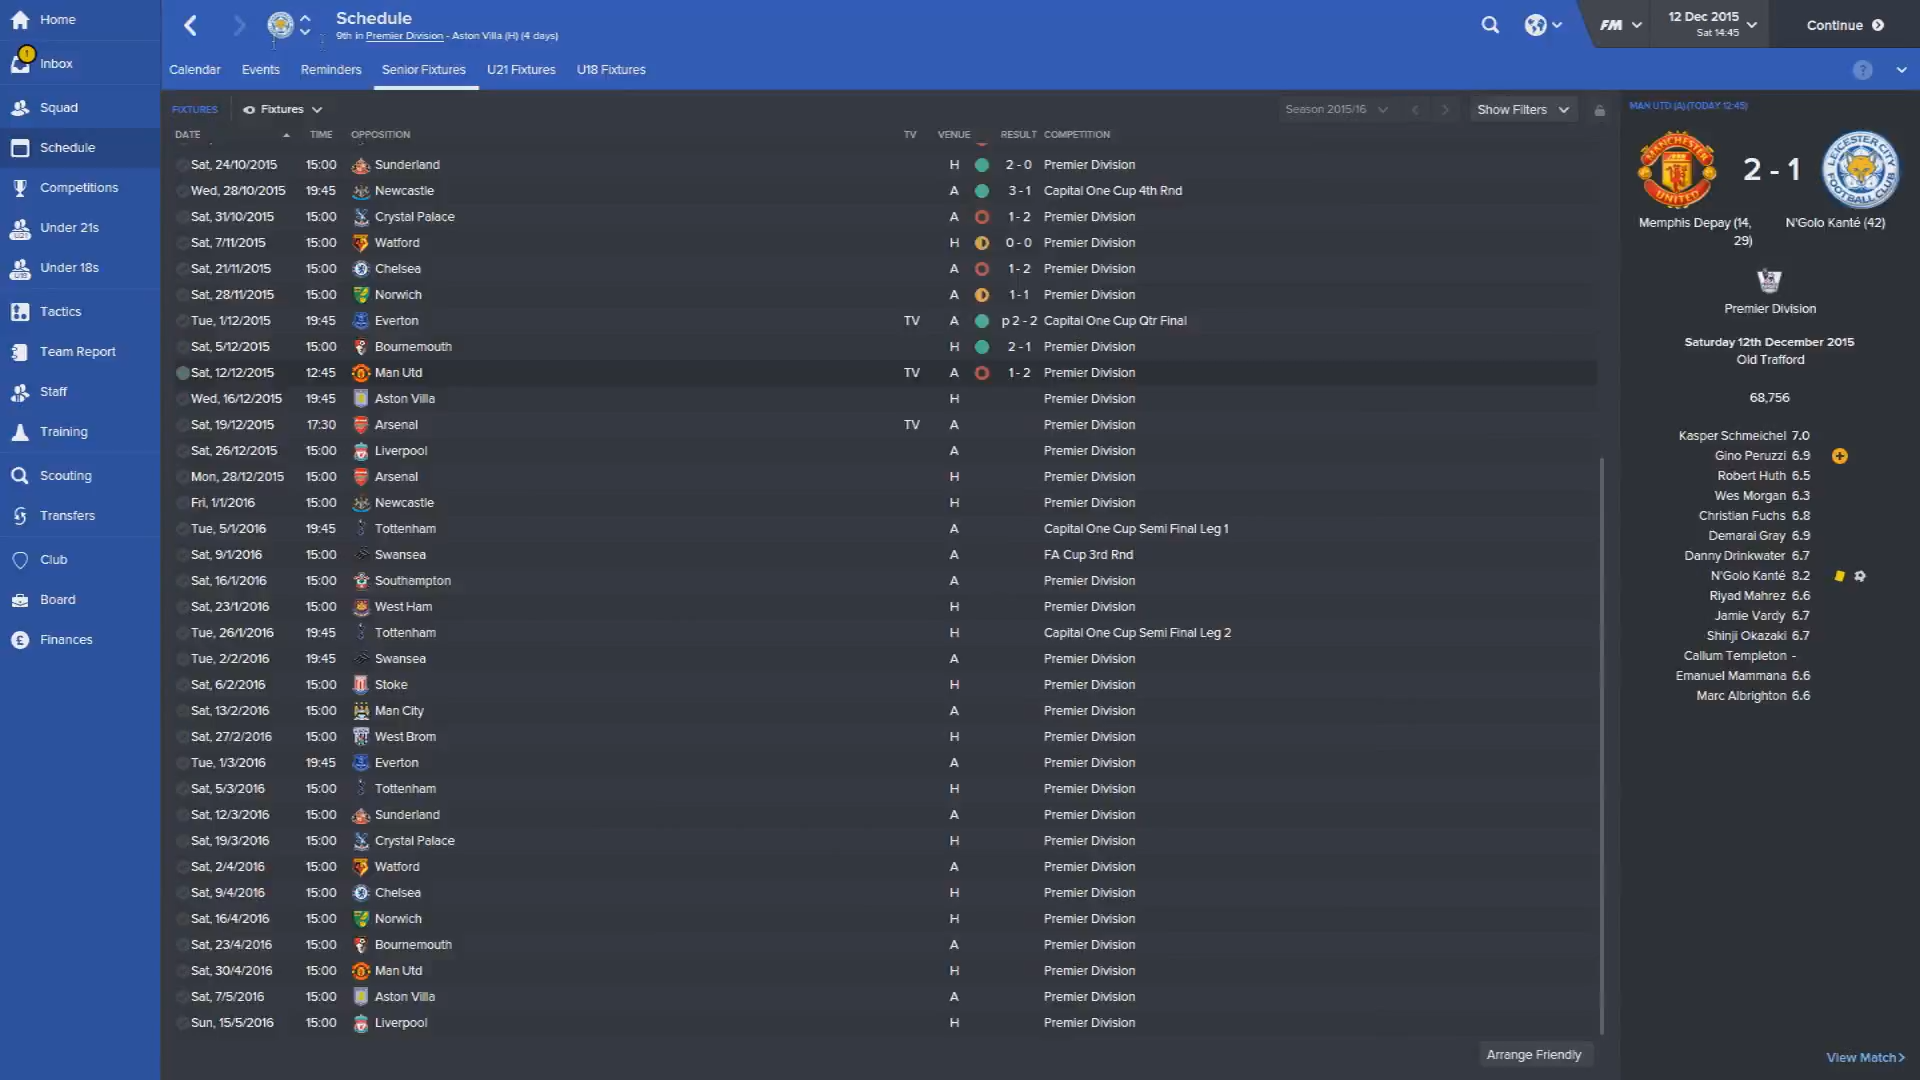 Home
Inbox
Squad
Schedule
Competitions
Under 21s
Under 18s
Tactics
Team Report
Staff
Training
Scouting
Transfers
Club
Board
Finances
Schedule
9th in Premier Division - Aston Villa (H) (4 days)
FM
12 Dec 2015
Sat 14:45
Continue
Calendar Events Reminders Senior Fixtures U21 Fixtures U18 Fixtures
?
FIXTURES Fixtures Season 2015/16 Show Filters
DATE TIME OPPOSITION TV VENUE RESULT COMPETITION
Sat, 24/10/2015 15:00 Sunderland H 2 - 0 Premier Division
Wed, 28/10/2015 19:45 Newcastle A 3 - 1 Capital One Cup 4th Rnd
Sat, 31/10/2015 15:00 Crystal Palace A 1 - 2 Premier Division
Sat, 7/11/2015 15:00 Watford H 0 - 0 Premier Division
Sat, 21/11/2015 15:00 Chelsea A 1 - 2 Premier Division
Sat, 28/11/2015 15:00 Norwich A 1 - 1 Premier Division
Tue, 1/12/2015 19:45 Everton TV A p 2 - 2 Capital One Cup Qtr Final
Sat, 5/12/2015 15:00 Bournemouth H 2 - 1 Premier Division
Sat, 12/12/2015 12:45 Man Utd TV A 1 - 2 Premier Division
Wed, 16/12/2015 19:45 Aston Villa H Premier Division
Sat, 19/12/2015 17:30 Arsenal TV A Premier Division
Sat, 26/12/2015 15:00 Liverpool A Premier Division
Mon, 28/12/2015 15:00 Arsenal H Premier Division
Fri, 1/1/2016 15:00 Newcastle H Premier Division
Tue, 5/1/2016 19:45 Tottenham A Capital One Cup Semi Final Leg 1
Sat, 9/1/2016 15:00 Swansea A FA Cup 3rd Rnd
Sat, 16/1/2016 15:00 Southampton A Premier Division
Sat, 23/1/2016 15:00 West Ham H Premier Division
Tue, 26/1/2016 19:45 Tottenham H Capital One Cup Semi Final Leg 2
Tue, 2/2/2016 19:45 Swansea A Premier Division
Sat, 6/2/2016 15:00 Stoke H Premier Division
Sat, 13/2/2016 15:00 Man City A Premier Division
Sat, 27/2/2016 15:00 West Brom H Premier Division
Tue, 1/3/2016 19:45 Everton A Premier Division
Sat, 5/3/2016 15:00 Tottenham H Premier Division
Sat, 12/3/2016 15:00 Sunderland A Premier Division
Sat, 19/3/2016 15:00 Crystal Palace H Premier Division
Sat, 2/4/2016 15:00 Watford A Premier Division
Sat, 9/4/2016 15:00 Chelsea H Premier Division
Sat, 16/4/2016 15:00 Norwich H Premier Division
Sat, 23/4/2016 15:00 Bournemouth A Premier Division
Sat, 30/4/2016 15:00 Man Utd H Premier Division
Sat, 7/5/2016 15:00 Aston Villa A Premier Division
Sun, 15/5/2016 15:00 Liverpool H Premier Division
Arrange Friendly
MAN UTD (A) (TODAY 12:45)
MANCHESTER UNITED
2 - 1
LEICESTER CITY FOOTBALL CLUB
Memphis Depay (14, 29)
N'Golo Kanté (42)
Premier Division
Saturday 12th December 2015
Old Trafford
68,756
Kasper Schmeichel 7.0
Gino Peruzzi 6.9
Robert Huth 6.5
Wes Morgan 6.3
Christian Fuchs 6.8
Demarai Gray 6.9
Danny Drinkwater 6.7
N'Golo Kanté 8.2
Riyad Mahrez 6.6
Jamie Vardy 6.7
Shinji Okazaki 6.7
Callum Templeton -
Emanuel Mammana 6.6
Marc Albrighton 6.6
View Match>